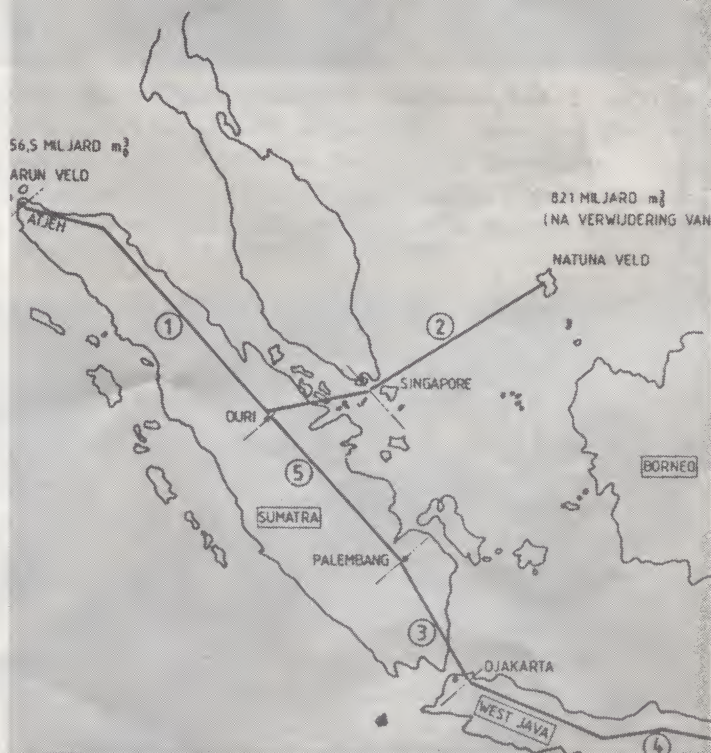 56,5 MILJARD m³
ARUN VELD
ATJEH
821 MILJARD m³
(NA VERWIJDERING VAN
NATUNA VELD
1
2
SINGAPORE
DURI
5
BORNEO
SUMATRA
PALEMBANG
3
DJAKARTA
WEST JAVA
4